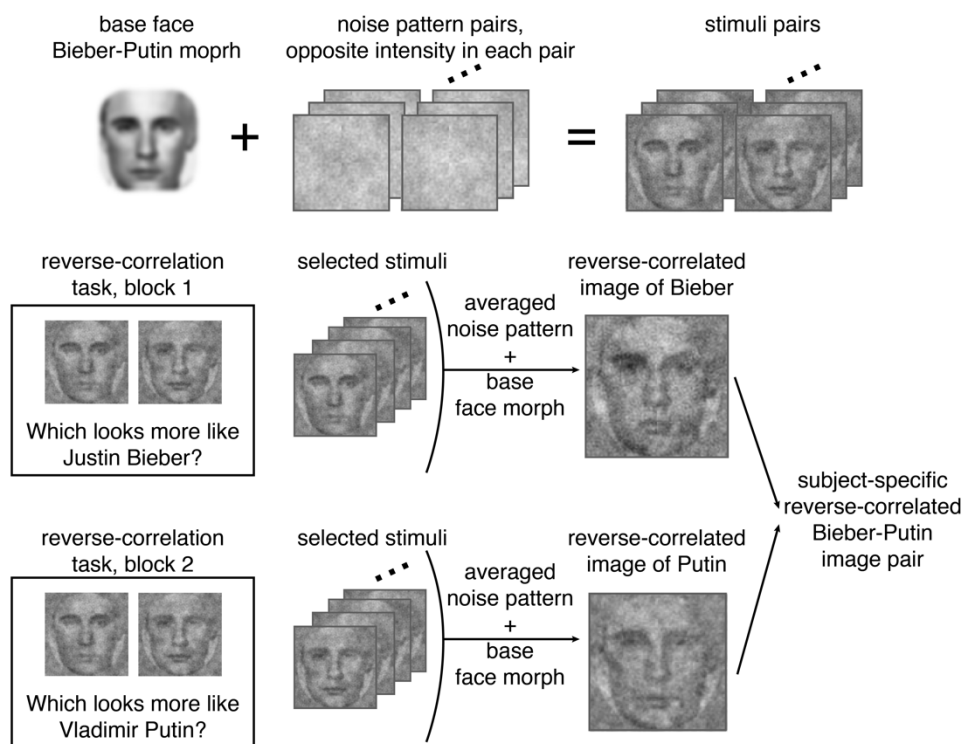 base face
Bieber-Putin moprh
+
noise pattern pairs,
opposite intensity in each pair
=
stimuli pairs
reverse-correlation
task, block 1
Which looks more like
Justin Bieber?
selected stimuli
averaged
noise pattern
+
base
face morph
reverse-correlated
image of Bieber
reverse-correlation
task, block 2
Which looks more like
Vladimir Putin?
selected stimuli
averaged
noise pattern
+
base
face morph
reverse-correlated
image of Putin
subject-specific
reverse-correlated
Bieber-Putin
image pair